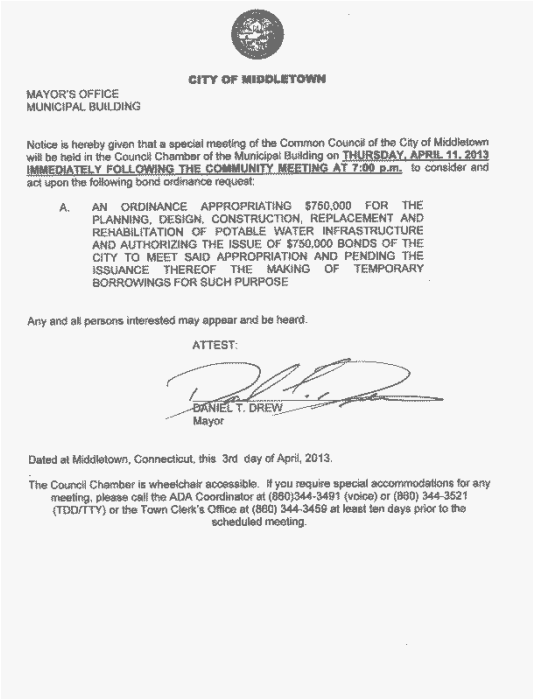 CITY OF MIDDLETOWN
MAYOR'S OFFICE
MUNICIPAL BUILDING
Notice is hereby given that a special meeting of the Common Council of the City of Middletown
will be held in the Council Chamber of the Municipal Building on THURSDAY, APRIL 11, 2013
IMMEDIATELY FOLLOWING THE COMMUNITY MEETING AT 7:00 p.m. to consider and
act upon the following bond ordinance request:
A. AN ORDINANCE APPROPRIATING $750,000 FOR THE
PLANNING, DESIGN, CONSTRUCTION, REPLACEMENT AND
REHABILITATION OF POTABLE WATER INFRASTRUCTURE
AND AUTHORIZING THE ISSUE OF $750,000 BONDS OF THE
CITY TO MEET SAID APPROPRIATION AND PENDING THE
ISSUANCE THEREOF THE MAKING OF TEMPORARY
BORROWINGS FOR SUCH PURPOSE
Any and all persons interested may appear and be heard.
ATTEST:
DANIEL T. DREW
Mayor
Dated at Middletown, Connecticut, this 3rd day of April, 2013.
The Council Chamber is wheelchair accessible. If you require special accommodations for any
meeting, please call the ADA Coordinator at (860)344-3491 (voice) or (860) 344-3521
(TDD/TTY) or the Town Clerk's Office at (860) 344-3459 at least ten days prior to the
scheduled meeting.